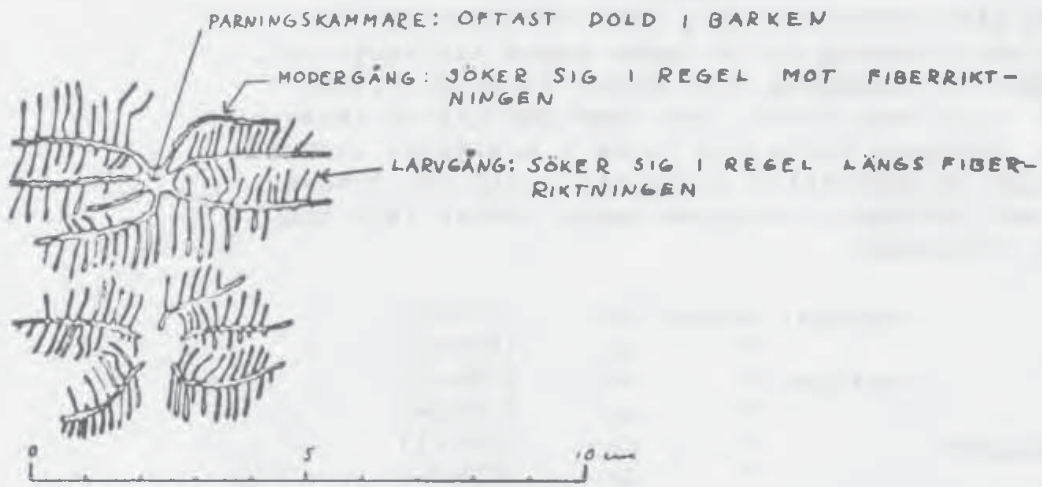 PARNINGSKAMMARE: OFTAST DOLD I BARKEN
MODERGÅNG: SÖKER SIG I REGEL MOT FIBERRIKT-
NINGEN
LARVGÅNG: SÖKER SIG I REGEL LÄNGS FIBER-
RIKTNINGEN
0 5 10 cm